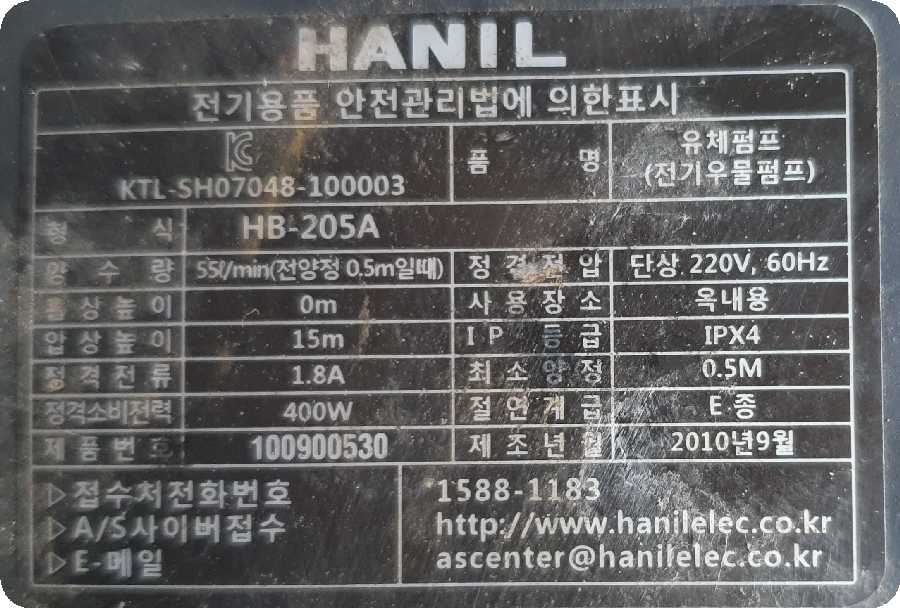 HANIL
전기용품 안전관리법에 의한표시
KTL-SH07048-100003
품 명
유체펌프
(전기우물펌프)
형 식 HB-205A
양 수 량 55ℓ/min(전양정 0.5m일때) 정 격 전 압 단상 220V, 60Hz
흡 상 높 이 0m 사 용 장 소 옥내용
압 상 높 이 15m I P 등 급 IPX4
정 격 전 류 1.8A 최 소 양 정 0.5M
정격소비전력 400W 절 연 계 급 E 종
제 품 번 호 100900530 제 조 년 월 2010년9월
▷접수처전화번호 1588-1183
▷A/S사이버접수 http://www.hanilelec.co.kr
▷E-메일 ascenter@hanilelec.co.kr